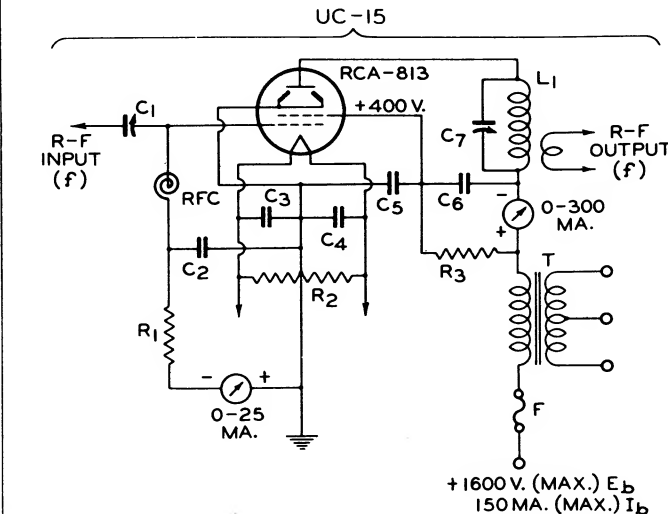 UC-15
RCA-813
+400 V.
C1
R-F
INPUT
(f)
RFC
C2
C3
C4
C5
C6
C7
L1
R-F
OUTPUT
(f)
-
+
0-300
MA.
R1
R2
R3
T
- +
0-25
MA.
F
+1600 V. (MAX.) Eb
150 MA. (MAX.) Ib